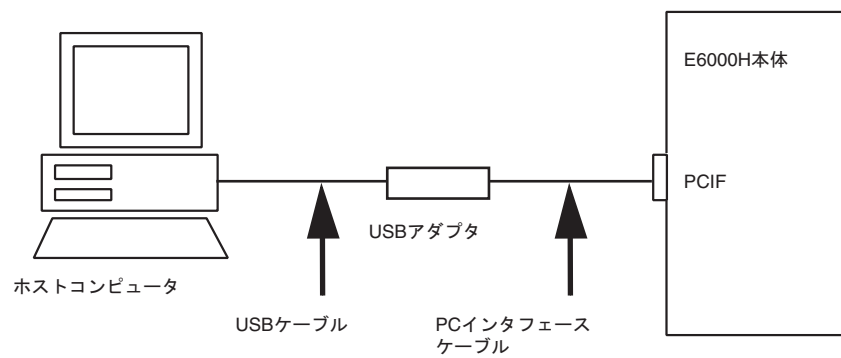 E6000H本体
PCIF
USBアダプタ
ホストコンピュータ
USBケーブル
PCインタフェース
ケーブル